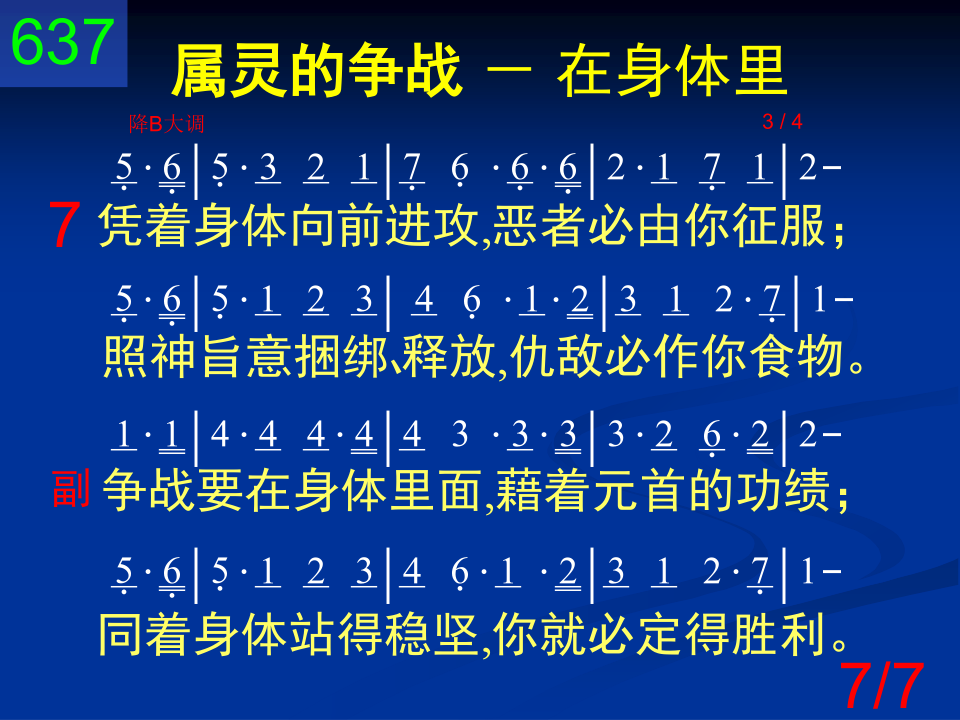 637
属灵的争战 － 在身体里
降B大调 3 / 4
5 · 6 | 5 · 3 2 1 | 7 6 · 6 · 6 | 2 · 1 7 1 | 2 －
7 凭着身体向前进攻,恶者必由你征服；
5 · 6 | 5 · 1 2 3 | 4 6 · 1 · 2 | 3 1 2 · 7 | 1 －
照神旨意捆绑、释放,仇敌必作你食物。
1 · 1 | 4 · 4 4 · 4 | 4 3 · 3 · 3 | 3 · 2 6 · 2 | 2 －
副 争战要在身体里面,藉着元首的功绩；
5 · 6 | 5 · 1 2 3 | 4 6 · 1 · 2 | 3 1 2 · 7 | 1 －
同着身体站得稳坚,你就必定得胜利。
7/7